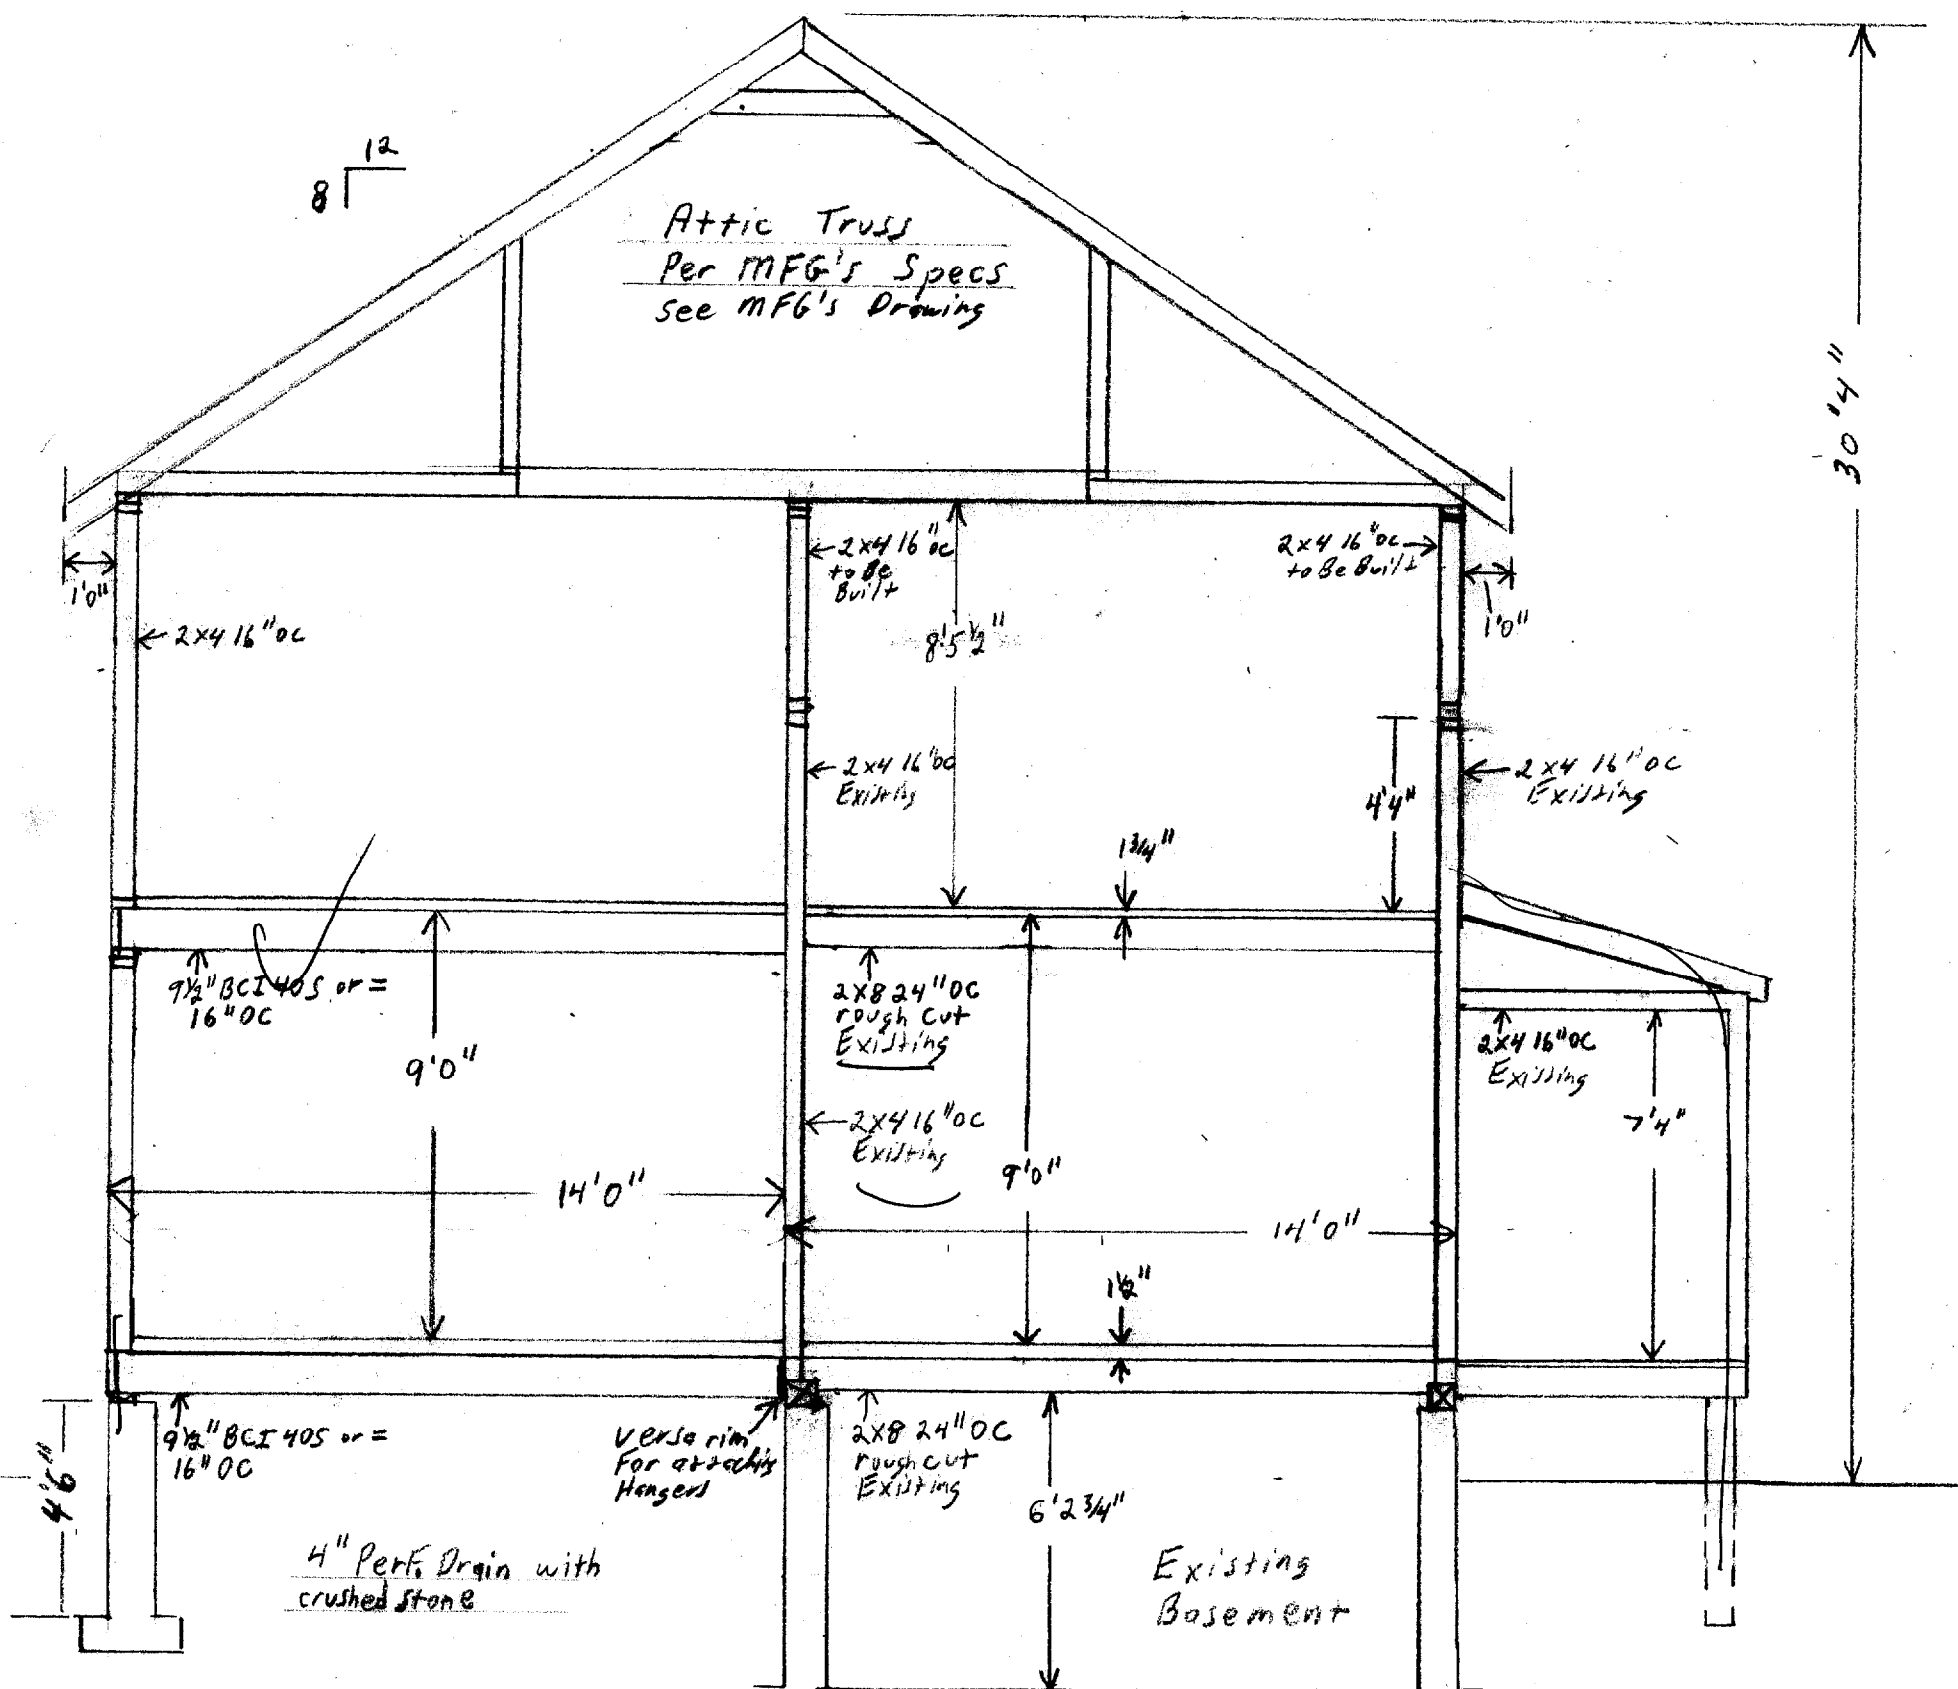 12
8
Attic Truss
Per MFG's Specs
see MFG's Drawing
30'4"
1'0"
2x4 16"OC
2x4 16"OC
to Be
Built
8'5½"
2x4 16"OC
to Be Built
1'0"
2x4 16"OC
Existing
4'4"
2x4 16"OC
Existing
1¾"
9½" BCI 40S or =
16"OC
9'0"
2x8 24"OC
rough cut
Existing
2x4 16"OC
Existing
7'4"
2x4 16"OC
Existing
9'0"
14'0"
14'0"
1½"
4'6"
9½" BCI 40S or =
16"OC
Versa rim
For attaching
Hangers
2x8 24"OC
rough cut
Existing
6'2¾"
4" Perf. Drain with
crushed stone
Existing
Basement